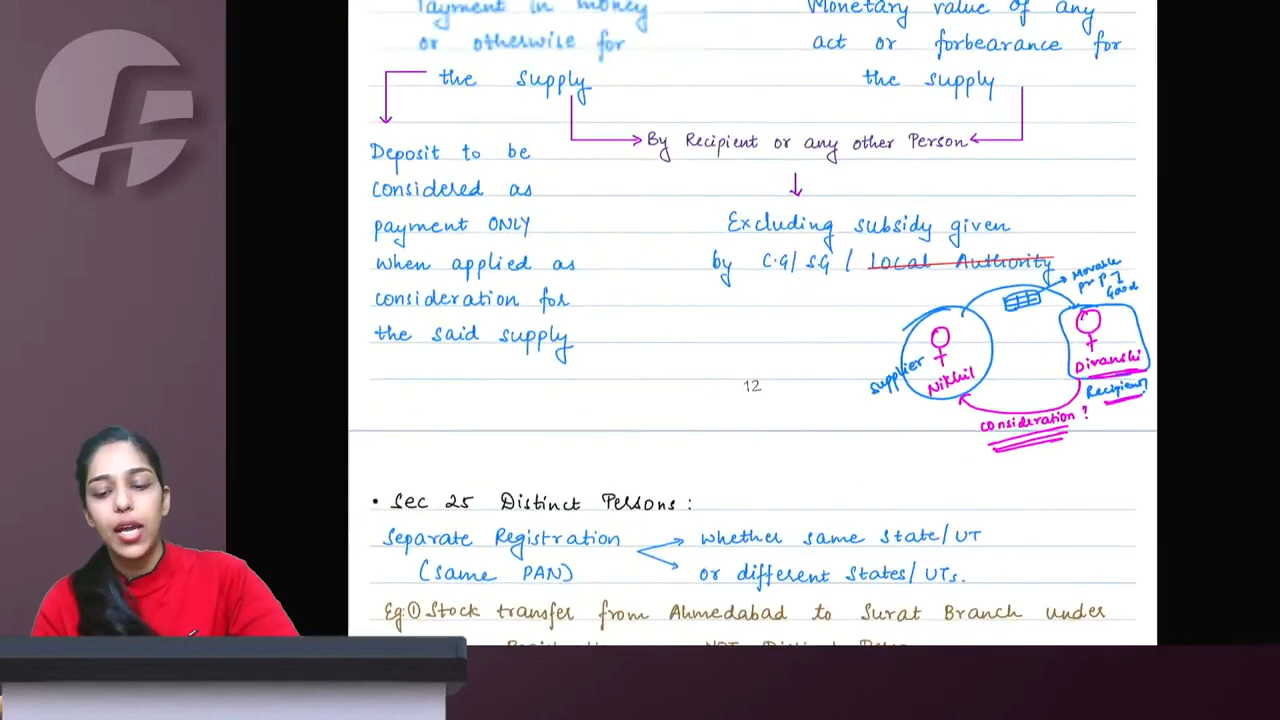 Payment in money
or otherwise for
the supply
Monetary value of any
act or forbearance for
the supply
By Recipient or any other Person
Deposit to be
considered as
payment ONLY
when applied as
consideration for
the said supply
Excluding subsidy given
by C.G/ SG / Local Authority
Movable
Good
supplier
Nikhil
Divanshi
Recipient?
consideration ?
12
• Sec 25 Distinct Persons :
Separate Registration
(same PAN)
whether same state/UT
or different states/UTs.
Eg:① Stock transfer from Ahmedabad to Surat Branch under